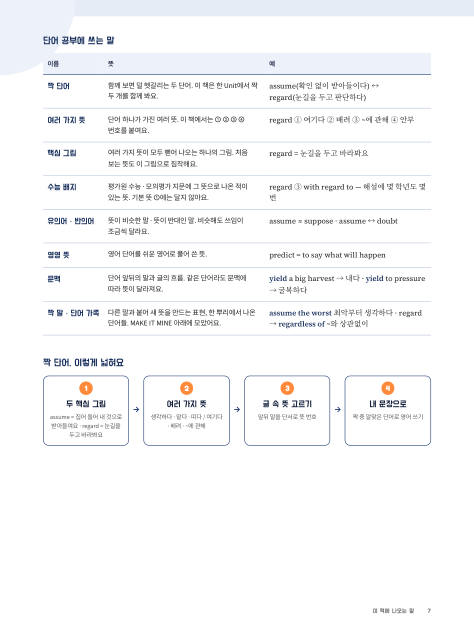 단어 공부에 쓰는 말
이름 뜻 예
짝 단어 함께 보면 덜 헷갈리는 두 단어. 이 책은 한 Unit에서 짝 assume(확인 없이 받아들이다) ↔
두 개를 함께 봐요. regard(눈길을 두고 판단하다)
여러 가지 뜻 단어 하나가 가진 여러 뜻. 이 책에서는 ① ② ③ ④ regard ① 여기다 ② 배려 ③ ~에 관해 ④ 안부
번호를 붙여요.
핵심 그림 여러 가지 뜻이 모두 뻗어 나오는 하나의 그림. 처음 regard = 눈길을 두고 바라봐요
보는 뜻도 이 그림으로 짐작해요.
수능 배지 평가원 수능 · 모의평가 지문에 그 뜻으로 나온 적이 regard ③ with regard to — 해설에 몇 학년도 몇
있는 뜻. 기본 뜻 ①에는 달지 않아요. 번
유의어 · 반의어 뜻이 비슷한 말 · 뜻이 반대인 말. 비슷해도 쓰임이 assume ≈ suppose · assume ↔ doubt
조금씩 달라요.
영영 뜻 영어 단어를 쉬운 영어로 풀어 쓴 뜻. predict = to say what will happen
문맥 단어 앞뒤의 말과 글의 흐름. 같은 단어라도 문맥에 yield a big harvest → 내다 · yield to pressure
따라 뜻이 달라져요. → 굴복하다
짝 말 · 단어 가족 다른 말과 붙어 새 뜻을 만드는 표현, 한 뿌리에서 나온 assume the worst 최악부터 생각하다 · regard
단어들. MAKE IT MINE 아래에 모았어요. → regardless of ~와 상관없이
짝 단어, 이렇게 넓혀요
1
두 핵심 그림
assume = 집어 들어 내 것으로
받아들여요 · regard = 눈길을
두고 바라봐요
→
2
여러 가지 뜻
생각하다 · 맡다 · 띠다 / 여기다
· 배려 · ~에 관해
→
3
글 속 뜻 고르기
앞뒤 말을 단서로 뜻 번호
→
4
내 문장으로
짝 중 알맞은 단어로 영어 쓰기
이 책에 나오는 말 7